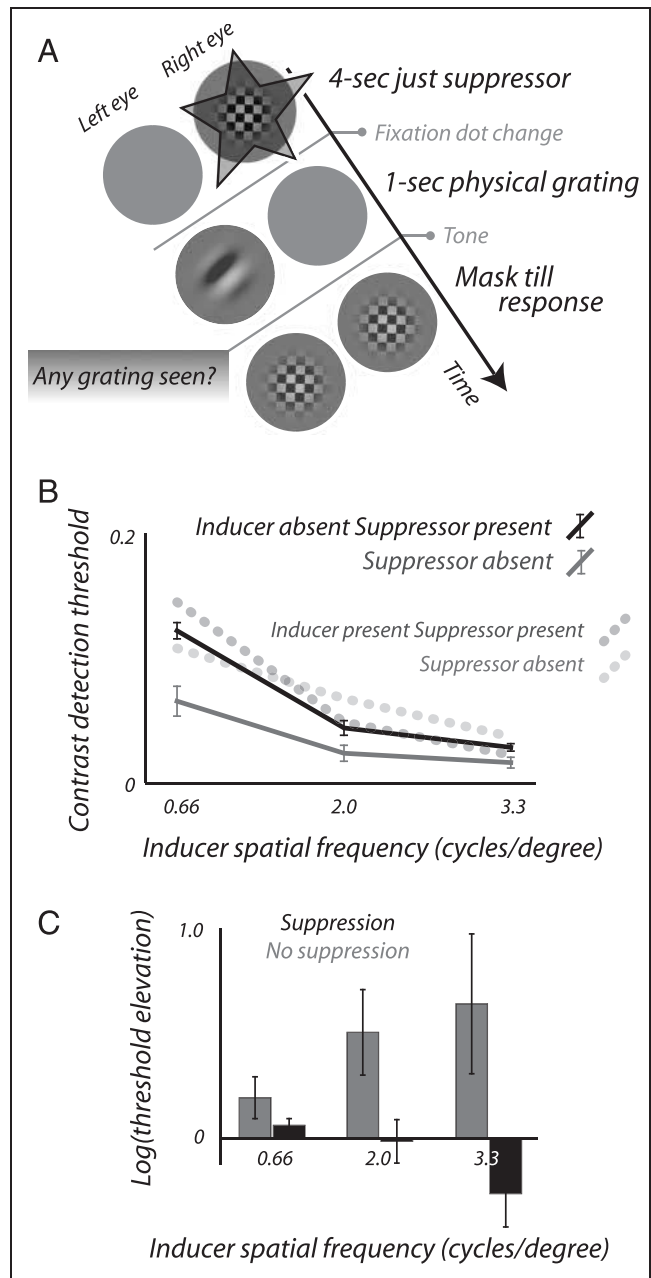 A
Right eye
Left eye
4-sec just suppressor
Fixation dot change
1-sec physical grating
Tone
Mask till
response
Any grating seen?
Time
B
Contrast detection threshold
0.2
0
Inducer absent Suppressor present
Suppressor absent
Inducer present Suppressor present
Suppressor absent
0.66 2.0 3.3
Inducer spatial frequency (cycles/degree)
C
Log(threshold elevation)
1.0
0
Suppression
No suppression
0.66 2.0 3.3
Inducer spatial frequency (cycles/degree)